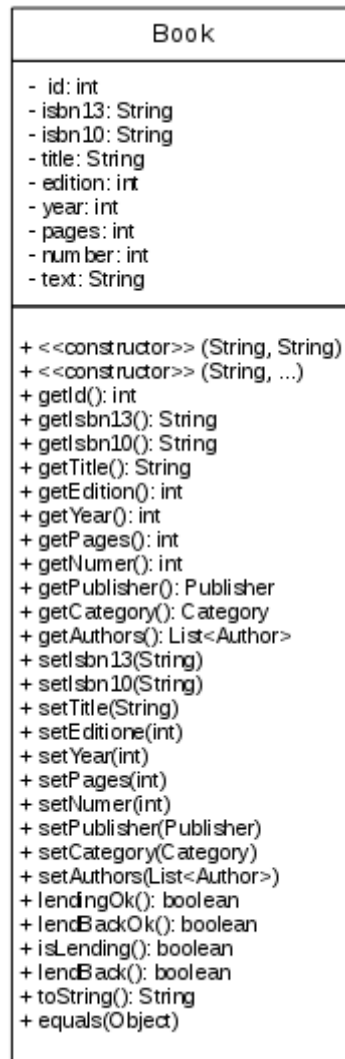 Book
- id: int
- isbn13: String
- isbn10: String
- title: String
- edition: int
- year: int
- pages: int
- number: int
- text: String
+ <<constructor>> (String, String)
+ <<constructor>> (String, ...)
+ getId(): int
+ getIsbn13(): String
+ getIsbn10(): String
+ getTitle(): String
+ getEdition(): int
+ getYear(): int
+ getPages(): int
+ getNumer(): int
+ getPublisher(): Publisher
+ getCategory(): Category
+ getAuthors(): List<Author>
+ setIsbn13(String)
+ setIsbn10(String)
+ setTitle(String)
+ setEditione(int)
+ setYear(int)
+ setPages(int)
+ setNumer(int)
+ setPublisher(Publisher)
+ setCategory(Category)
+ setAuthors(List<Author>)
+ lendingOk(): boolean
+ lendBackOk(): boolean
+ isLending(): boolean
+ lendBack(): boolean
+ toString(): String
+ equals(Object)